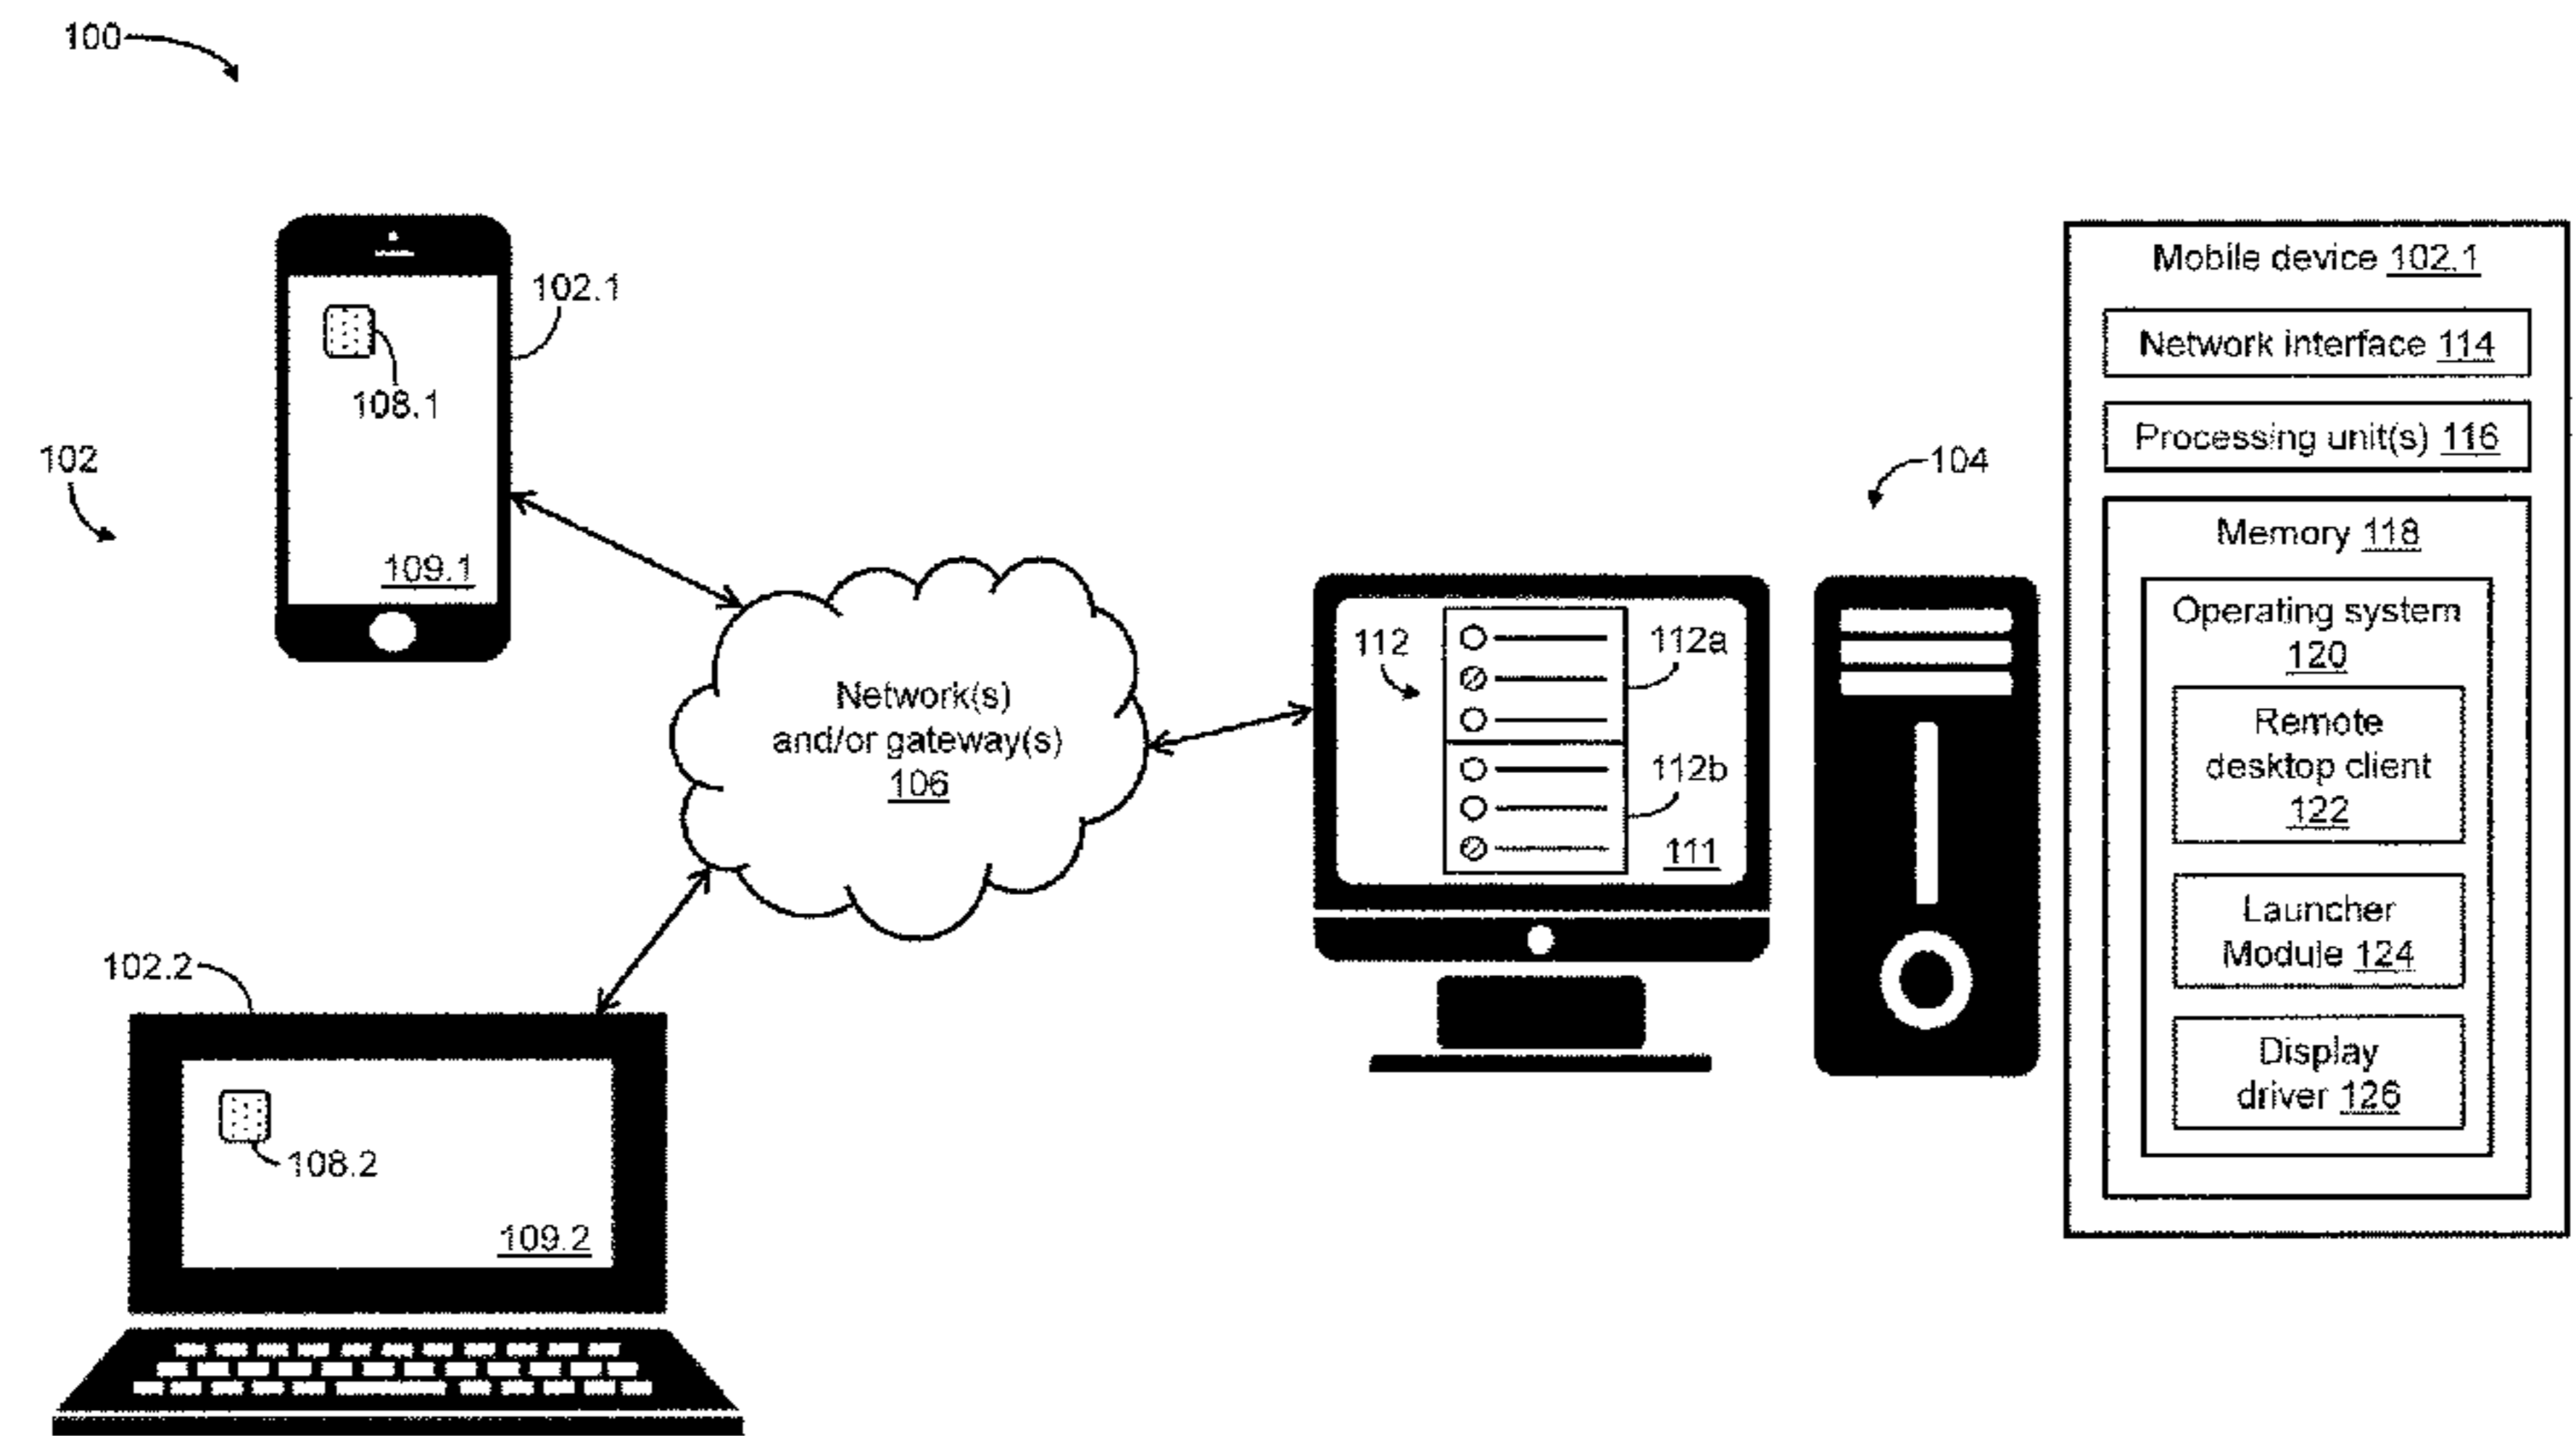 100
102.1
108.1
102
109.1
Network(s)
and/or gateway(s)
106
102.2
108.2
109.2
104
112
112a
112b
111
Mobile device 102.1
Network interface 114
Processing unit(s) 116
Memory 118
Operating system
120
Remote
desktop client
122
Launcher
Module 124
Display
driver 126